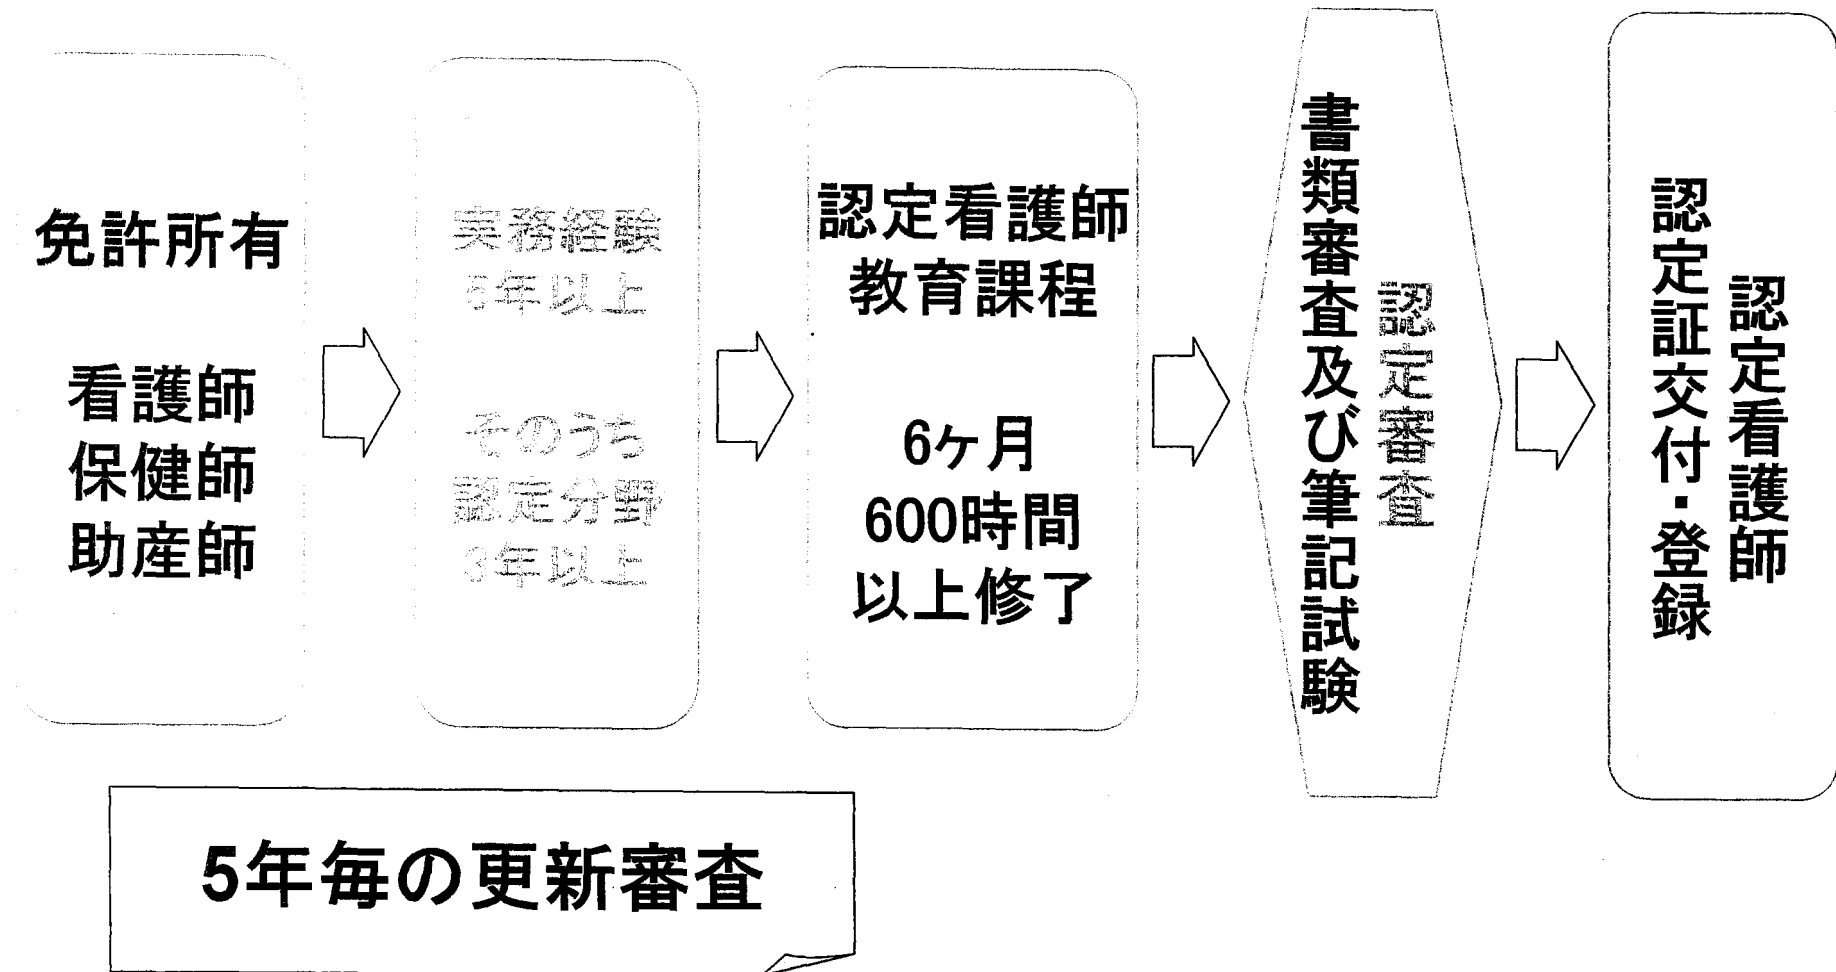 免許所有
看護師
保健師
助産師
実務経験
5年以上
そのうち
認定分野
3年以上
認定看護師
教育課程
6ヶ月
600時間
以上修了
認定審査
書類審査及び筆記試験
認定看護師
認定証交付・登録
5年毎の更新審査